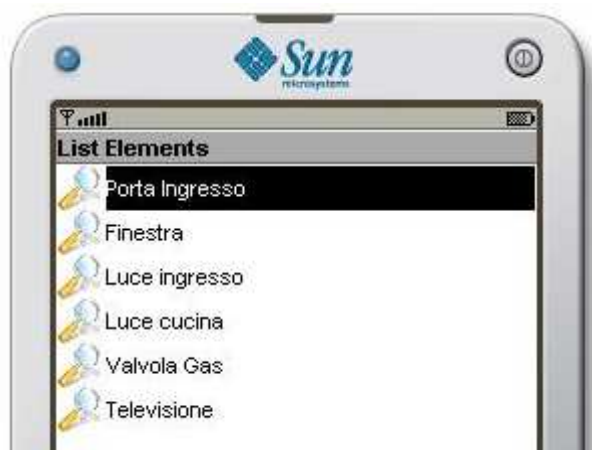 Sun
microsystems
List Elements
Porta Ingresso
Finestra
Luce ingresso
Luce cucina
Valvola Gas
Televisione